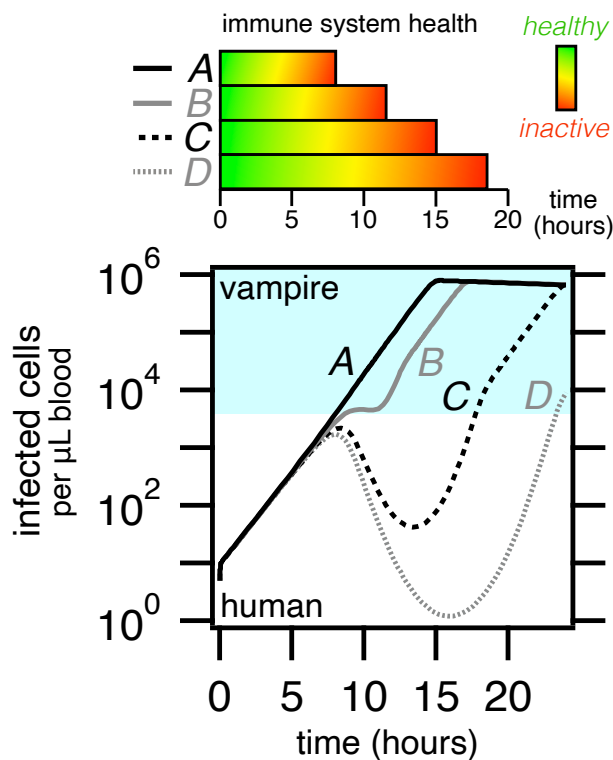 immune system health
healthy
inactive
A
B
C
D
0 5 10 15 20
time
(hours)
infected cells
per µL blood
10^6
10^4
10^2
10^0
vampire
human
A
B
C
D
0 5 10 15 20
time (hours)